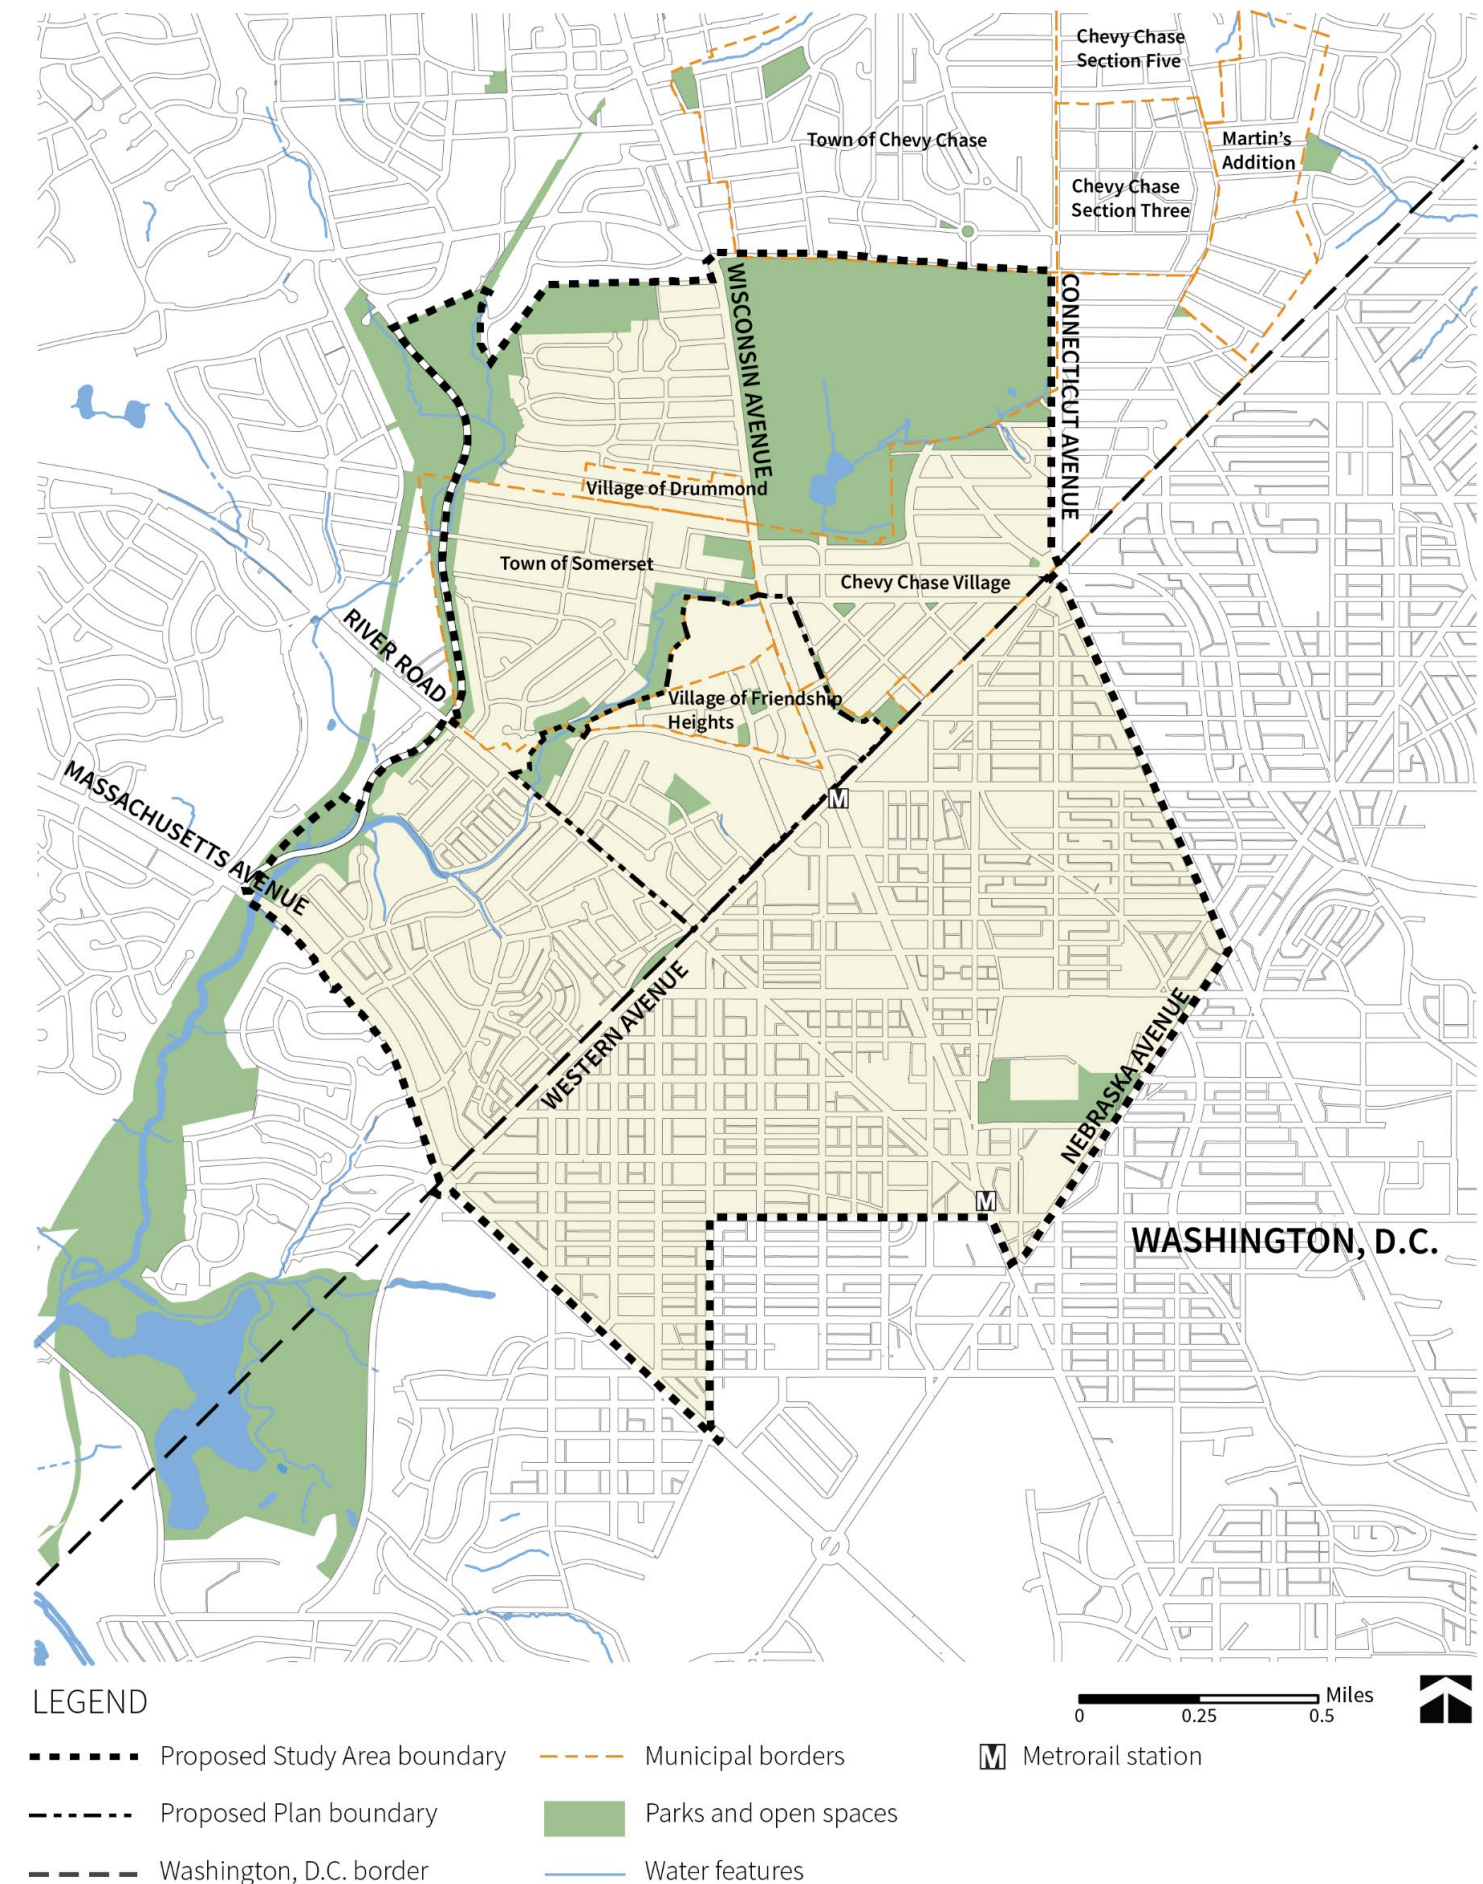 Chevy Chase
Section Five
Town of Chevy Chase
Martin's
Addition
Chevy Chase
Section Three
WISCONSIN AVENUE
CONNECTICUT AVENUE
Village of Drummond
Town of Somerset
Chevy Chase Village
RIVER ROAD
Village of Friendship
Heights
MASSACHUSETTS AVENUE
M
WESTERN AVENUE
NEBRASKA AVENUE
M
WASHINGTON, D.C.
LEGEND
Miles
0 0.25 0.5
Proposed Study Area boundary
Municipal borders
M Metrorail station
Proposed Plan boundary
Parks and open spaces
Washington, D.C. border
Water features